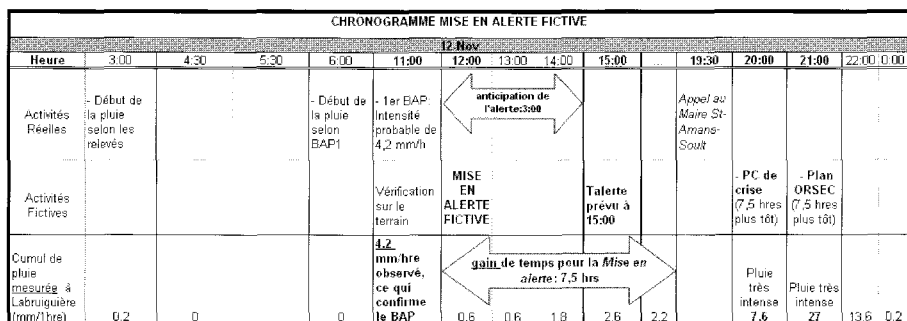 CHRONOGRAMME MISE EN ALERTE FICTIVE
12 Nov
Heure 3:00 4:30 5:30 6:00 11:00 12:00 13:00 14:00 15:00 ... 19:30 20:00 21:00 22:00 0:00
Activités
Réelles
- Début de
la pluie
selon les
relevés
- Début de
la pluie
selon
BAP1
- 1er BAP:
Intensité
probable de
4,2 mm/h
anticipation de
l'alerte:3:00
Appel au
Maire St-
Amans-
Soult
Activités
Fictives
Vérification
sur le
terrain
MISE
EN
ALERTE
FICTIVE
Talerte
prévu à
15:00
- PC de
crise
(7,5 hres
plus tôt)
- Plan
ORSEC
(7,5 hres
plus tôt)
Cumul de
pluie
mesurée à
Labruiguière
(mm/1hre)
0.2
0
0
4.2
mm/hre
observé,
ce qui
confirme
le BAP
gain de temps pour la Mise en
alerte: 7,5 hrs
0.6 0.6 1.8 2.6 2.2
Pluie
très
intense
7.6
Pluie très
intense
27
13.6 0.2